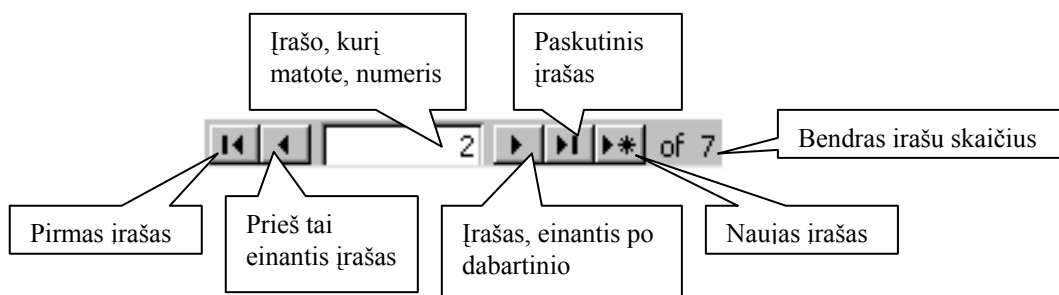 Įrašo, kurį
matote, numeris
Paskutinis
įrašas
2
of 7
Bendras įrašu skaičius
Pirmas įrašas
Prieš tai
einantis įrašas
Įrašas, einantis po
dabartinio
Naujas įrašas